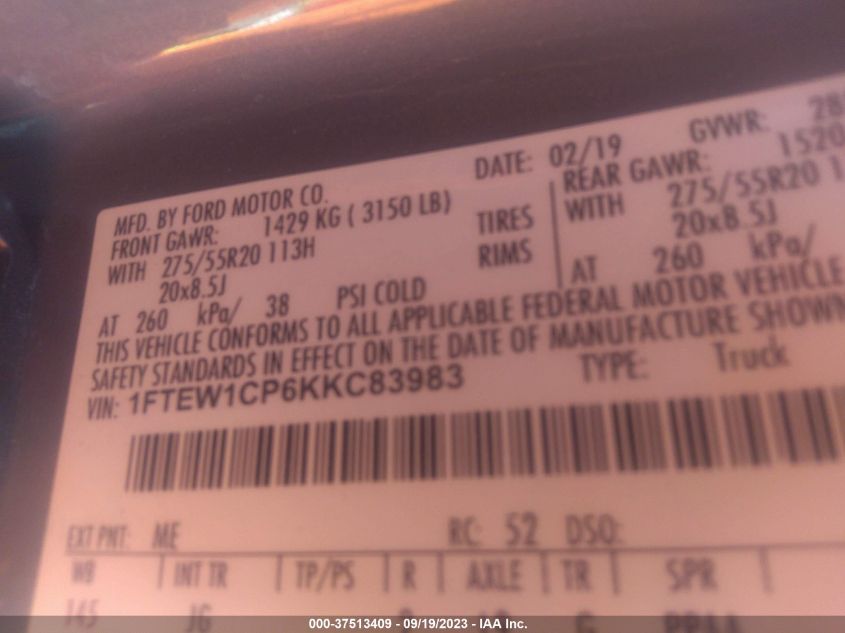 DATE: 02/19 GVWR: 28
MFD. BY FORD MOTOR CO.
FRONT GAWR: 1429 KG ( 3150 LB) REAR GAWR: 1520
WITH 275/55R20 113H TIRES WITH 275/55R20 1
20x8.5J RIMS 20x8.5J
AT 260 kPa/ 38 PSI COLD AT 260 kPa/
THIS VEHICLE CONFORMS TO ALL APPLICABLE FEDERAL MOTOR VEHICLE
SAFETY STANDARDS IN EFFECT ON THE DATE OF MANUFACTURE SHOWN
VIN: 1FTEW1CP6KKC83983 TYPE: Truck
EXT PNT: ME RC: 52 DSO:
WB INT TR TP/PS R AXLE TR SPR
145 JG
000-37513409 - 09/19/2023 - IAA Inc.